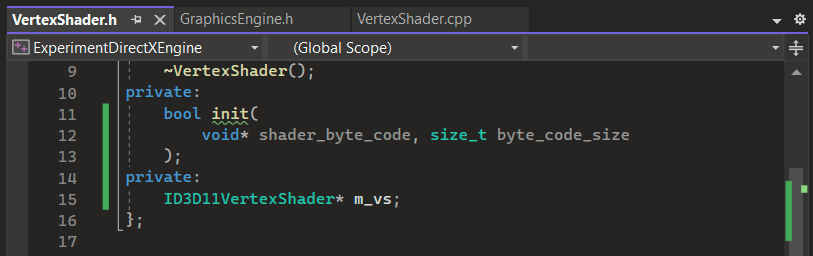 VertexShader.h GraphicsEngine.h VertexShader.cpp
ExperimentDirectXEngine (Global Scope)
9 ~VertexShader();
10 private:
11 bool init(
12 void* shader_byte_code, size_t byte_code_size
13 );
14 private:
15 ID3D11VertexShader* m_vs;
16 };
17